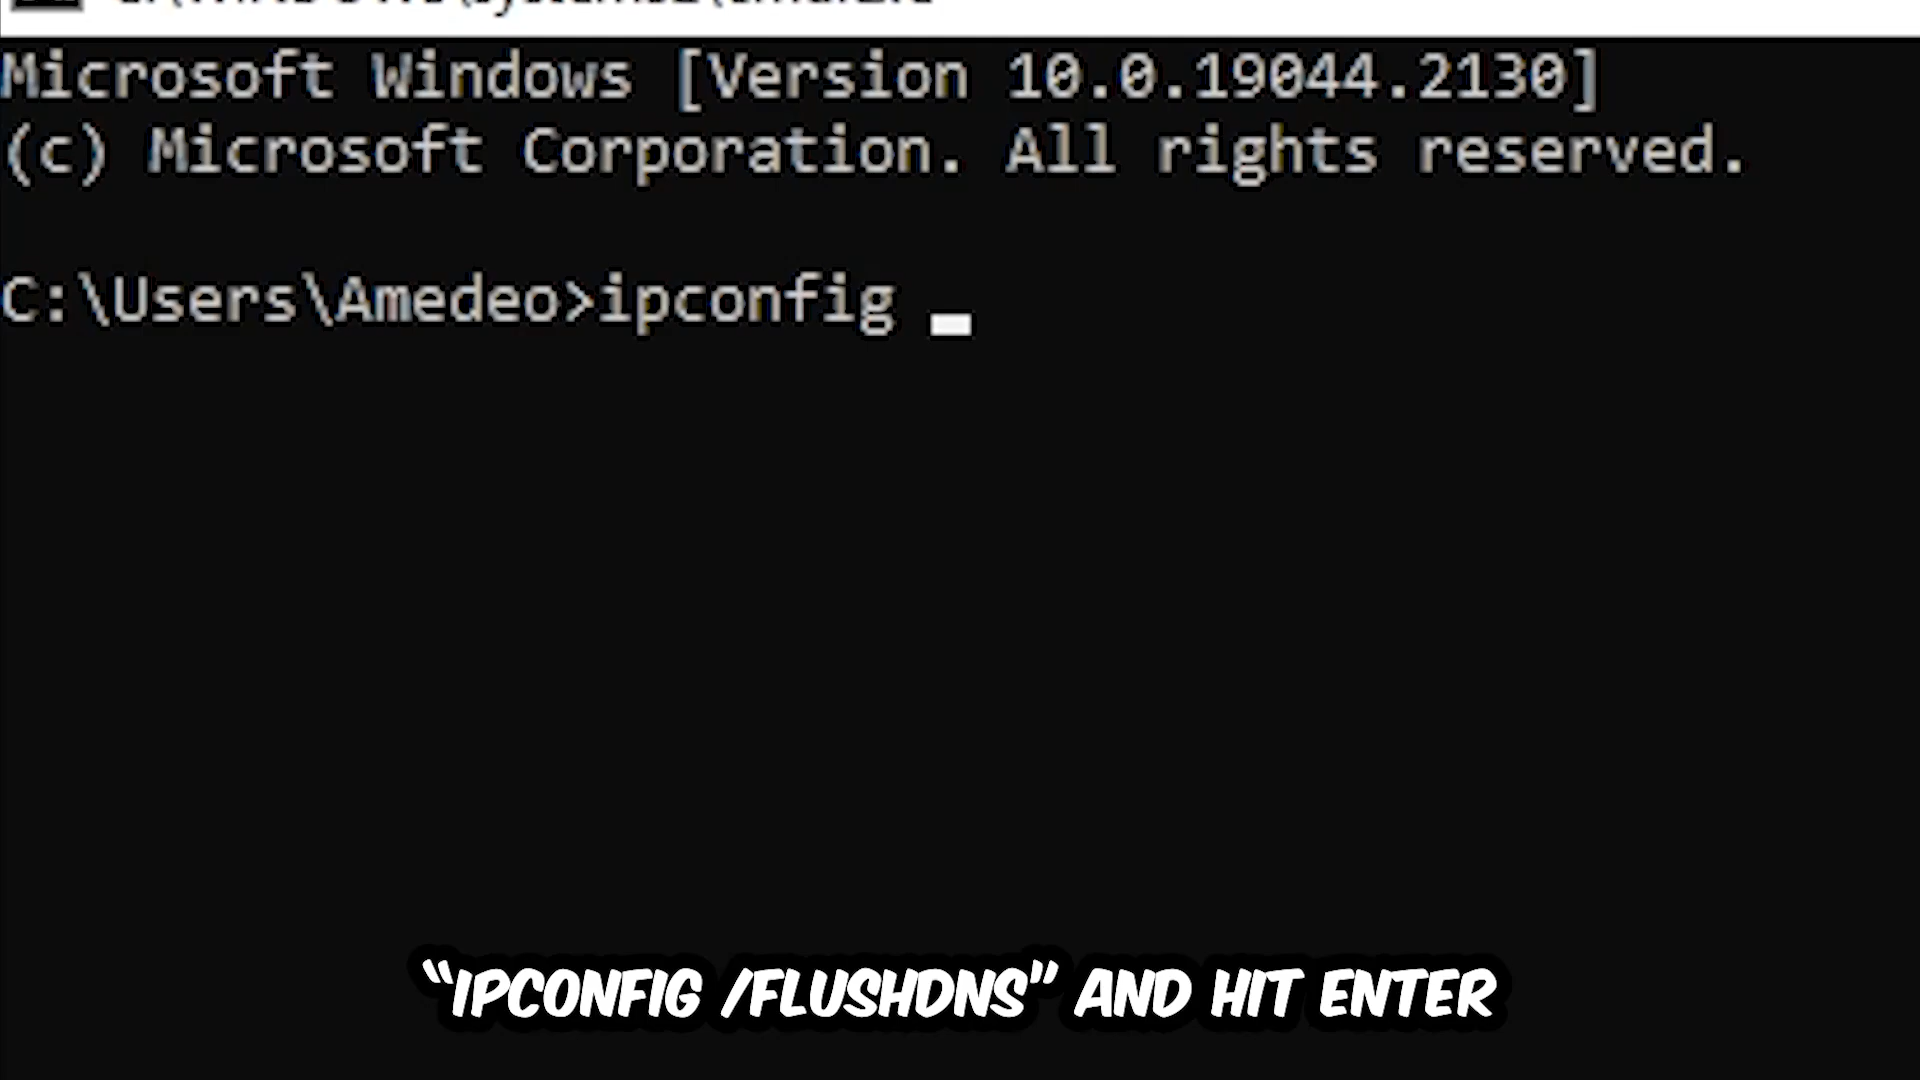 Microsoft Windows [Version 10.0.19044.2130]
(c) Microsoft Corporation. All rights reserved.
C:\Users\Amedeo>ipconfig _
“IPCONFIG /FLUSHDNS” AND HIT ENTER